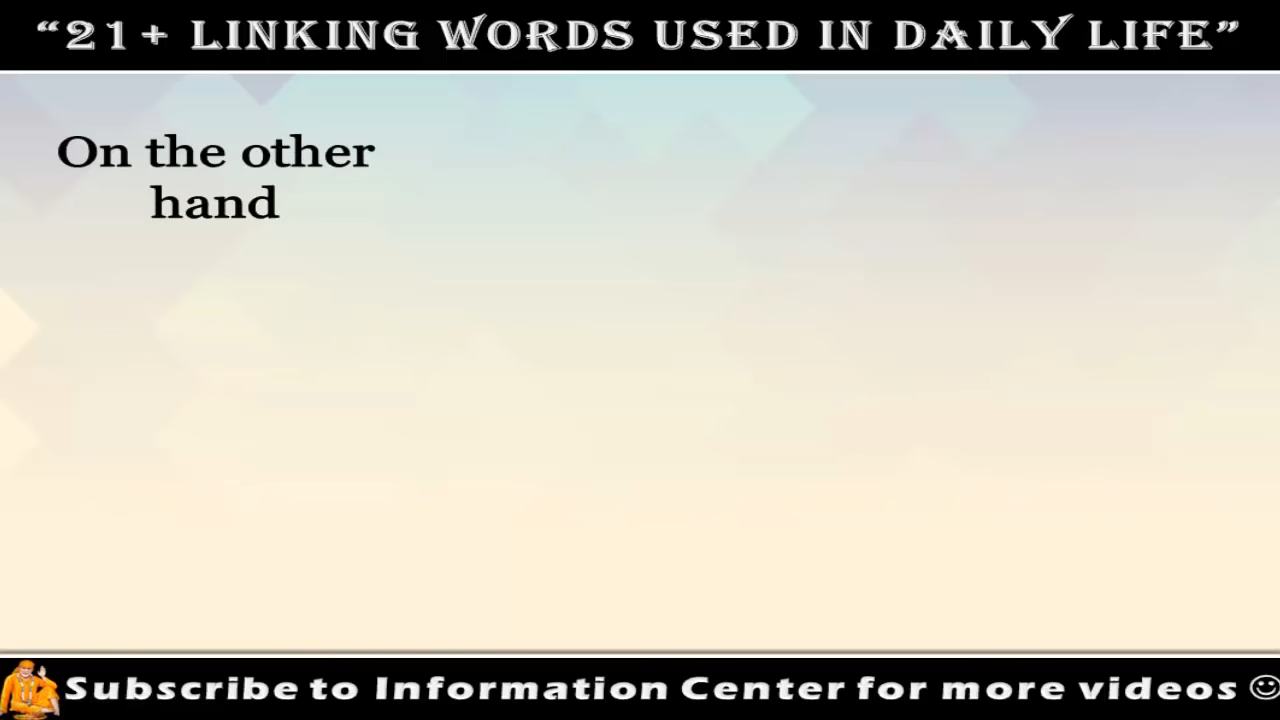 “21+ LINKING WORDS USED IN DAILY LIFE”
On the other
hand
Subscribe to Information Center for more videos ☺